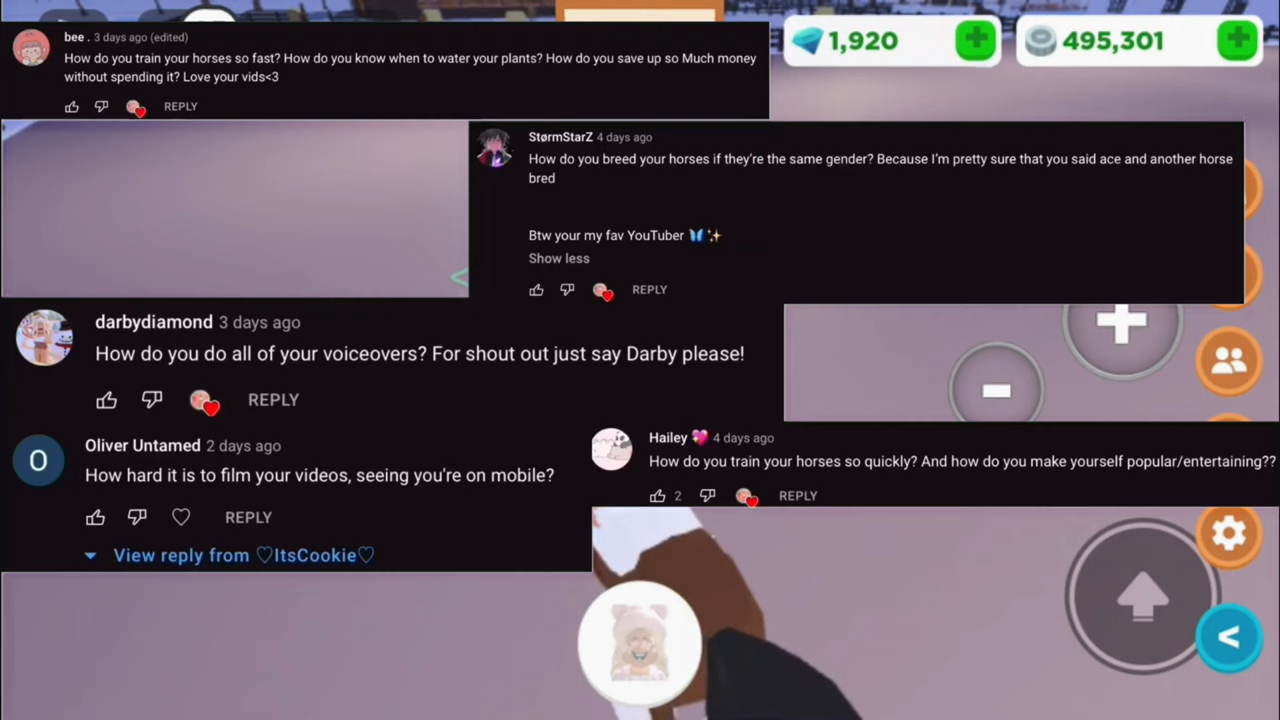 1,920
495,301
bee . 3 days ago (edited)
How do you train your horses so fast? How do you know when to water your plants? How do you save up so Much money
without spending it? Love your vids<3
REPLY
StørmStarZ 4 days ago
How do you breed your horses if they're the same gender? Because I'm pretty sure that you said ace and another horse
bred
Btw your my fav YouTuber 🦋✨
Show less
REPLY
darbydiamond 3 days ago
How do you do all of your voiceovers? For shout out just say Darby please!
REPLY
O
Oliver Untamed 2 days ago
How hard it is to film your videos, seeing you're on mobile?
REPLY
View reply from ♡ItsCookie♡
Hailey 💖 4 days ago
How do you train your horses so quickly? And how do you make yourself popular/entertaining??
2 REPLY